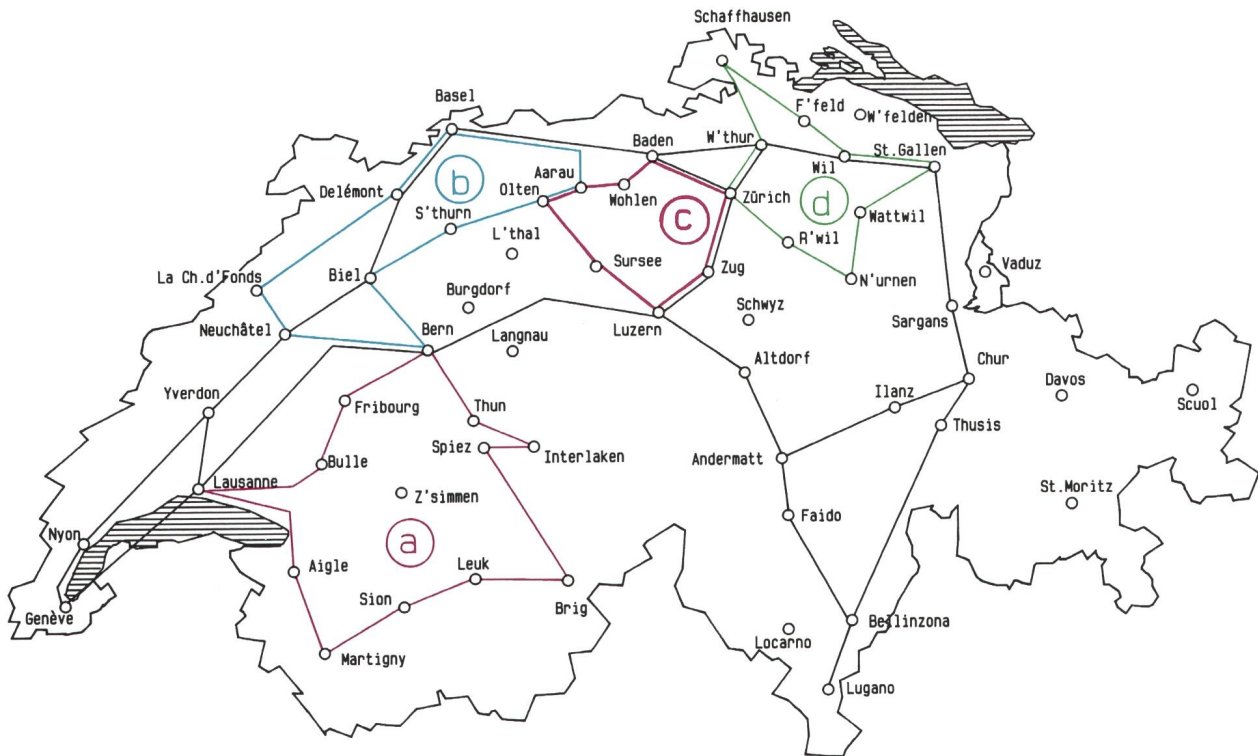 Schaffhausen
Basel
F'feld
W'felden
Baden
W'thur
St.Gallen
Wil
b
Aarau
Delémont
Olten
Wohlen
Zürich
d
c
S'thurn
Wattwil
L'thal
R'wil
La Ch.d'Fonds
Biel
Sursee
Zug
N'urnen
Vaduz
Burgdorf
Schwyz
Neuchâtel
Bern
Luzern
Sargans
Langnau
Altdorf
Chur
Yverdon
Fribourg
Thun
Ilanz
Davos
Scuol
Thusis
Spiez
Interlaken
Andermatt
Bulle
Lausanne
Z'simmen
St.Moritz
Faido
Nyon
a
Aigle
Leuk
Genève
Sion
Brig
Bellinzona
Locarno
Martigny
Lugano